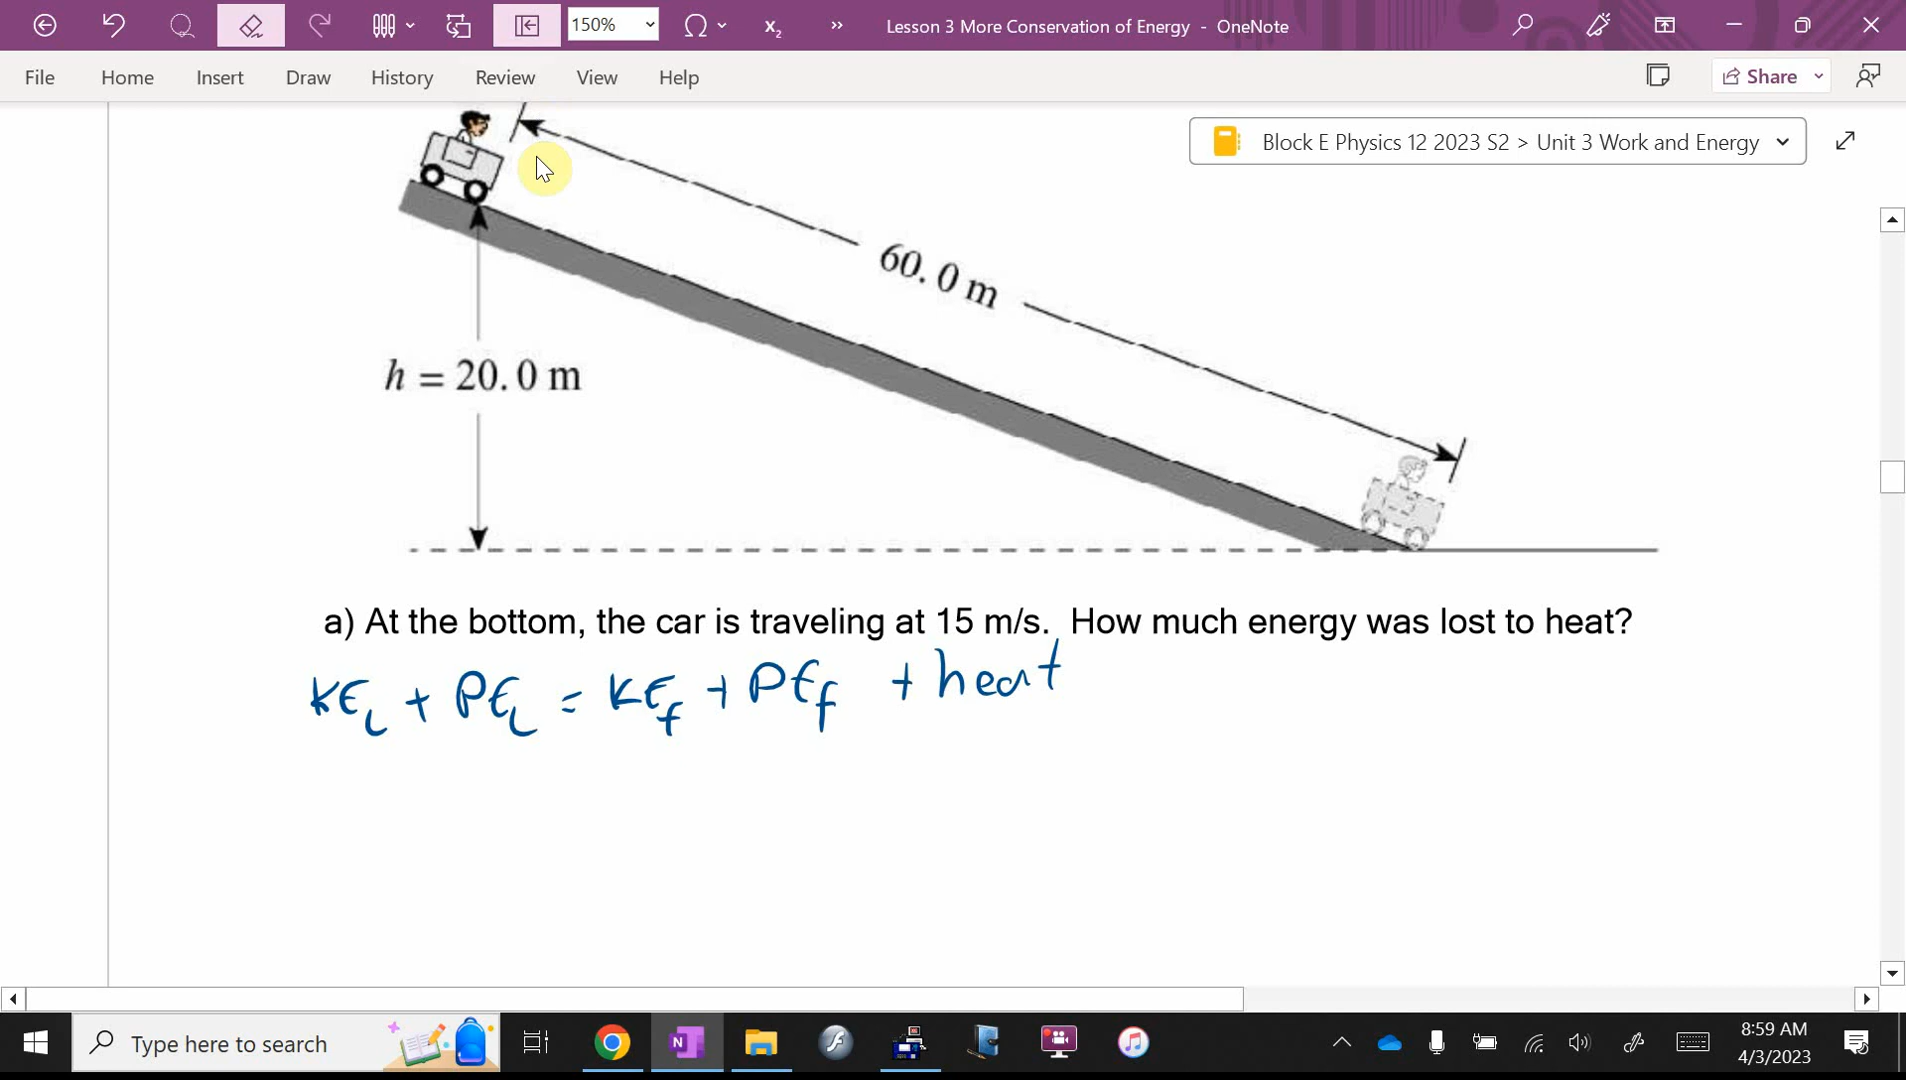 150%
x₂
»
Lesson 3 More Conservation of Energy - OneNote
File Home Insert Draw History Review View Help
Share
Block E Physics 12 2023 S2 > Unit 3 Work and Energy
60. 0 m
h = 20. 0 m
a) At the bottom, the car is traveling at 15 m/s. How much energy was lost to heat?
KEi + PEi = KEf + PEf + heat
Type here to search
8:59 AM
4/3/2023